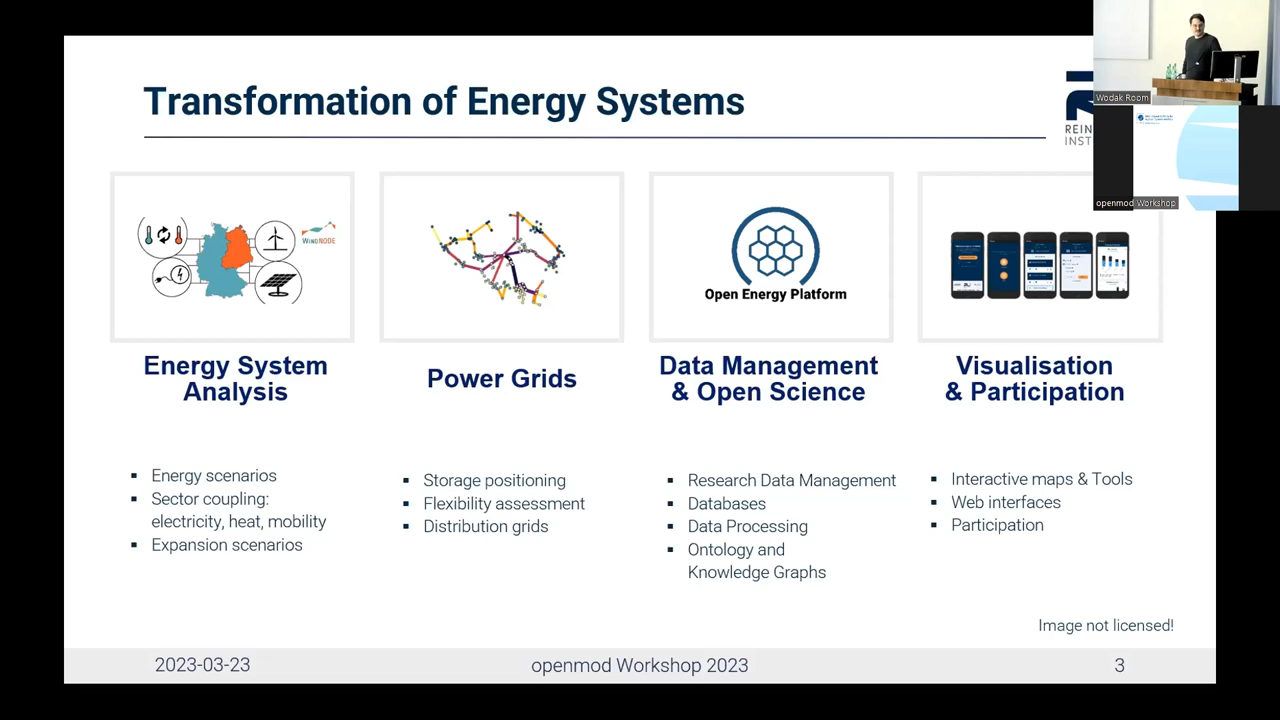 Transformation of Energy Systems
REIN
INST
Wodak Room
openmod Workshop
WINDNODE
Open Energy Platform
Energy System
Analysis
Power Grids
Data Management
& Open Science
Visualisation
& Participation
Energy scenarios
Sector coupling:
electricity, heat, mobility
Expansion scenarios
Storage positioning
Flexibility assessment
Distribution grids
Research Data Management
Databases
Data Processing
Ontology and
Knowledge Graphs
Interactive maps & Tools
Web interfaces
Participation
Image not licensed!
2023-03-23
openmod Workshop 2023
3